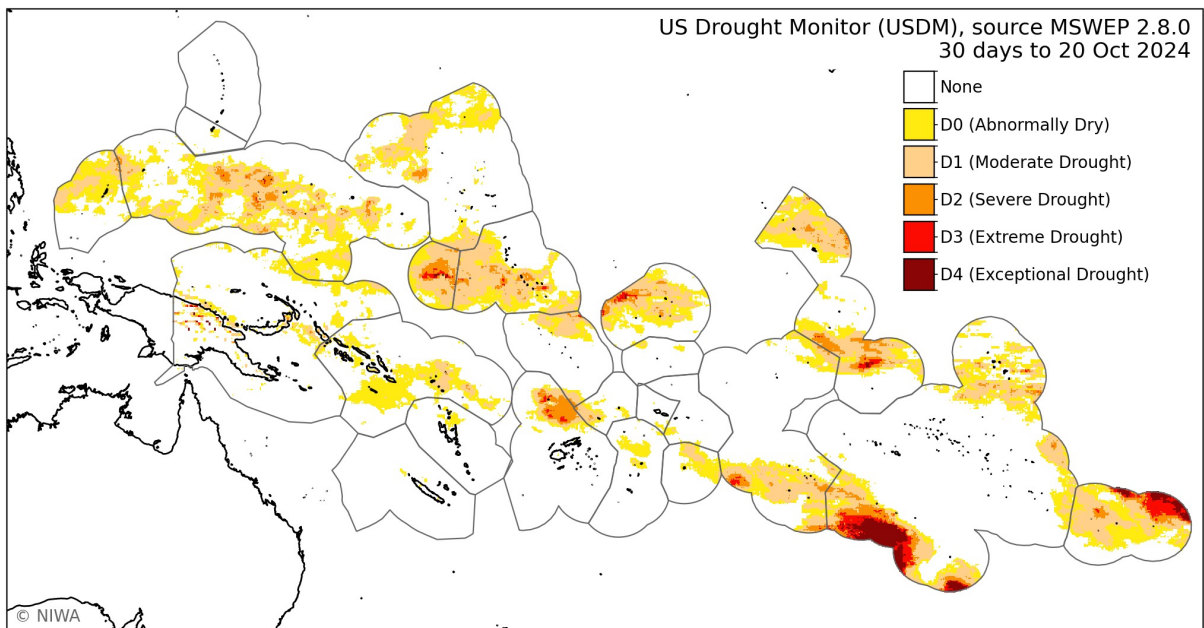 US Drought Monitor (USDM), source MSWEP 2.8.0
30 days to 20 Oct 2024
None
D0 (Abnormally Dry)
D1 (Moderate Drought)
D2 (Severe Drought)
D3 (Extreme Drought)
D4 (Exceptional Drought)
© NIWA